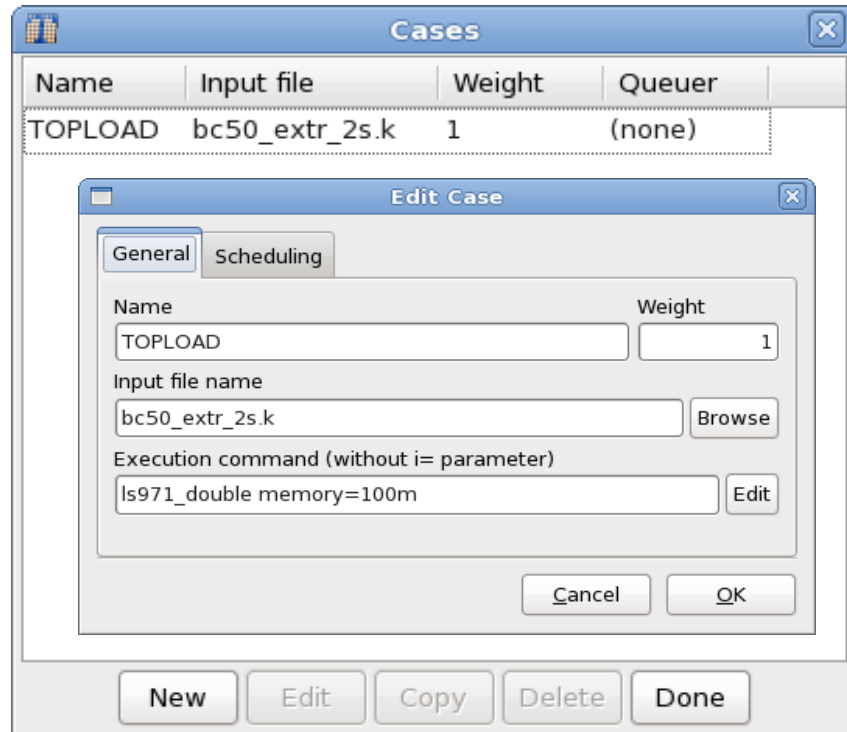 Cases
Name Input file Weight Queuer
TOPLOAD bc50_extr_2s.k 1 (none)
Edit Case
General Scheduling
Name Weight
TOPLOAD 1
Input file name
bc50_extr_2s.k Browse
Execution command (without i= parameter)
ls971_double memory=100m Edit
Cancel OK
New Edit Copy Delete Done